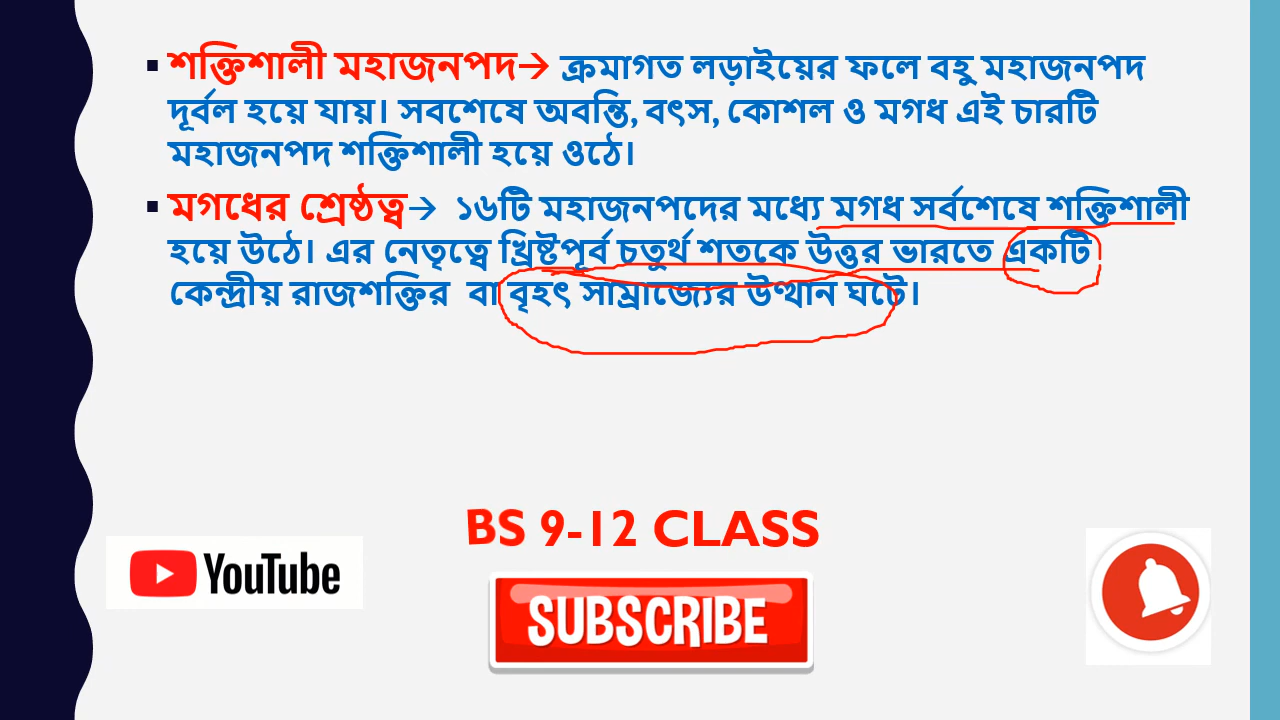 ▪ শক্তিশালী মহাজনপদ→ ক্রমাগত লড়াইয়ের ফলে বহু মহাজনপদ
দূর্বল হয়ে যায়। সবশেষে অবন্তি, বৎস, কোশল ও মগধ এই চারটি
মহাজনপদ শক্তিশালী হয়ে ওঠে।
▪ মগধের শ্রেষ্ঠত্ব→ ১৬টি মহাজনপদের মধ্যে মগধ সর্বশেষে শক্তিশালী
হয়ে উঠে। এর নেতৃত্বে খ্রিষ্টপূর্ব চতুর্থ শতকে উত্তর ভারতে একটি
কেন্দ্রীয় রাজশক্তির বা বৃহৎ সাম্রাজ্যের উত্থান ঘটে।
BS 9-12 CLASS
YouTube
SUBSCRIBE